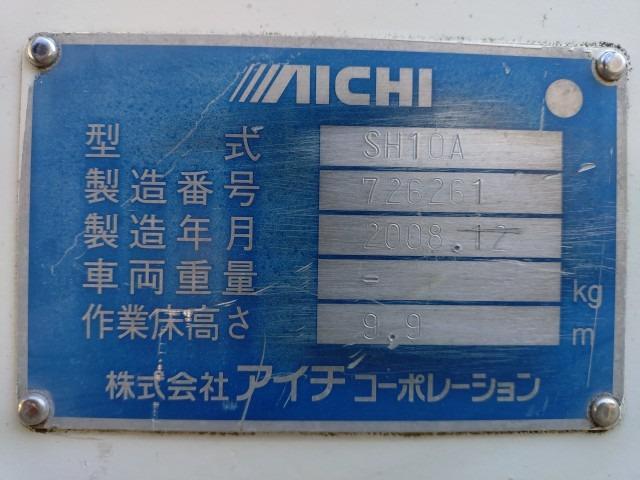 AICHI
型式 SH10A
製造番号 726261
製造年月 2008.12
車両重量 - kg
作業床高さ 9.9 m
株式会社アイチコーポレーション